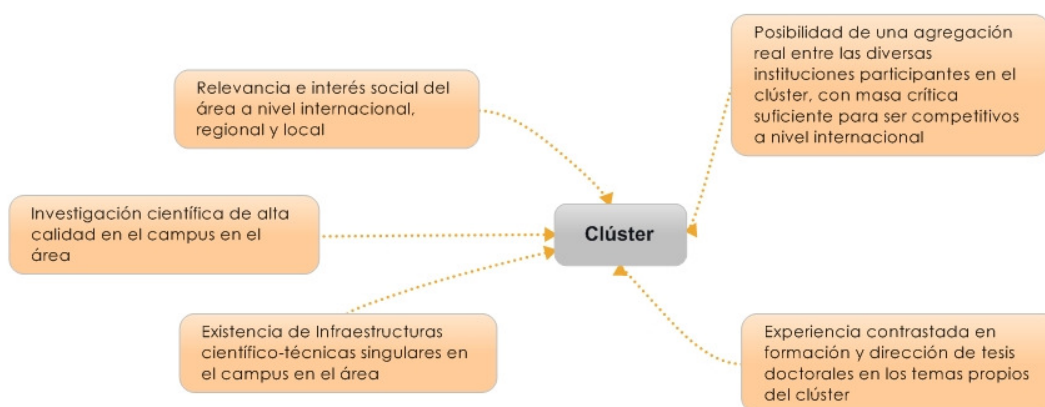 Posibilidad de una agregación
real entre las diversas
instituciones participantes en el
clúster, con masa crítica
suficiente para ser competitivos
a nivel internacional
Relevancia e interés social del
área a nivel internacional,
regional y local
Investigación científica de alta
calidad en el campus en el
área
Clúster
Existencia de Infraestructuras
científico-técnicas singulares en
el campus en el área
Experiencia contrastada en
formación y dirección de tesis
doctorales en los temas propios
del clúster